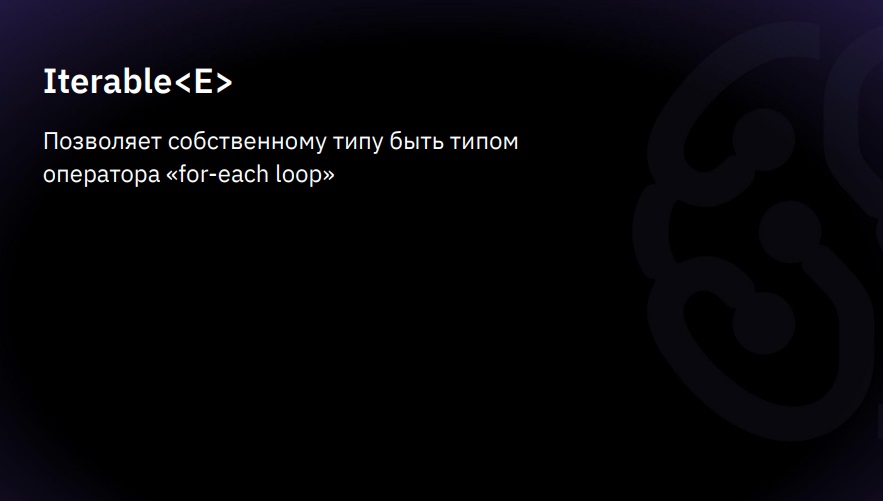 Iterable<E>
Позволяет собственному типу быть типом
оператора «for-each loop»